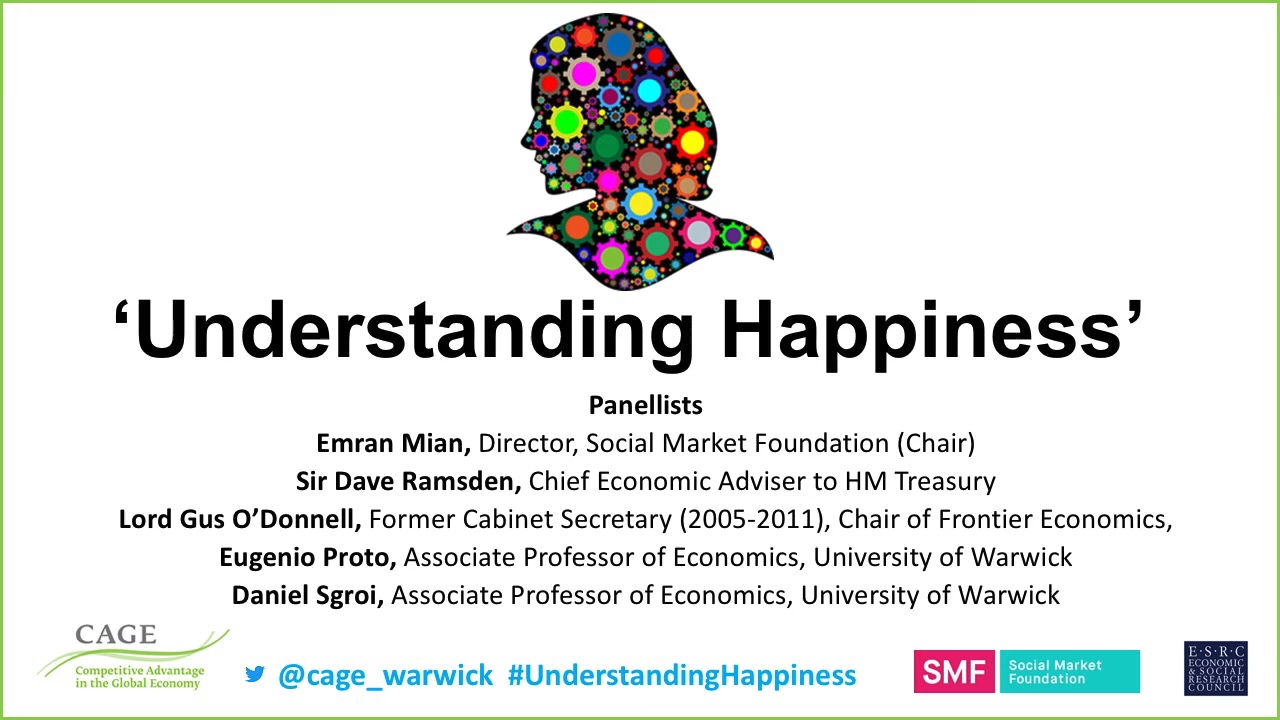 ‘Understanding Happiness’
Panellists
Emran Mian, Director, Social Market Foundation (Chair)
Sir Dave Ramsden, Chief Economic Adviser to HM Treasury
Lord Gus O’Donnell, Former Cabinet Secretary (2005-2011), Chair of Frontier Economics,
Eugenio Proto, Associate Professor of Economics, University of Warwick
Daniel Sgroi, Associate Professor of Economics, University of Warwick
CAGE
Competitive Advantage
in the Global Economy
@cage_warwick #UnderstandingHappiness
SMF
Social Market
Foundation
E·S·R·C
ECONOMIC
& SOCIAL
RESEARCH
COUNCIL